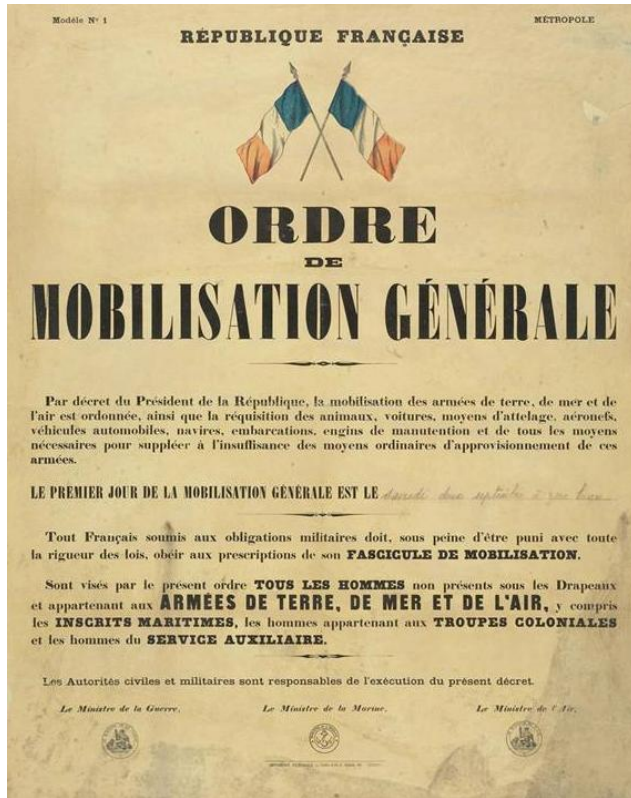 Modèle N° 1
MÉTROPOLE
RÉPUBLIQUE FRANÇAISE
ORDRE
DE
MOBILISATION GÉNÉRALE
Par décret du Président de la République, la mobilisation des armées de terre, de mer et de
l'air est ordonnée, ainsi que la réquisition des animaux, voitures, moyens d'attelage, aéronefs,
véhicules automobiles, navires, embarcations, engins de manutention et de tous les moyens
nécessaires pour suppléer à l'insuffisance des moyens ordinaires d'approvisionnement de ces
armées.
LE PREMIER JOUR DE LA MOBILISATION GÉNÉRALE EST LE samedi deux septembre à zéro heure
Tout Français soumis aux obligations militaires doit, sous peine d'être puni avec toute
la rigueur des lois, obéir aux prescriptions de son FASCICULE DE MOBILISATION.
Sont visés par le présent ordre TOUS LES HOMMES non présents sous les Drapeaux
et appartenant aux ARMÉES DE TERRE, DE MER ET DE L'AIR, y compris
les INSCRITS MARITIMES, les hommes appartenant aux TROUPES COLONIALES
et les hommes du SERVICE AUXILIAIRE.
Les Autorités civiles et militaires sont responsables de l'exécution du présent décret.
Le Ministre de la Guerre,
Le Ministre de la Marine,
Le Ministre de l'Air,